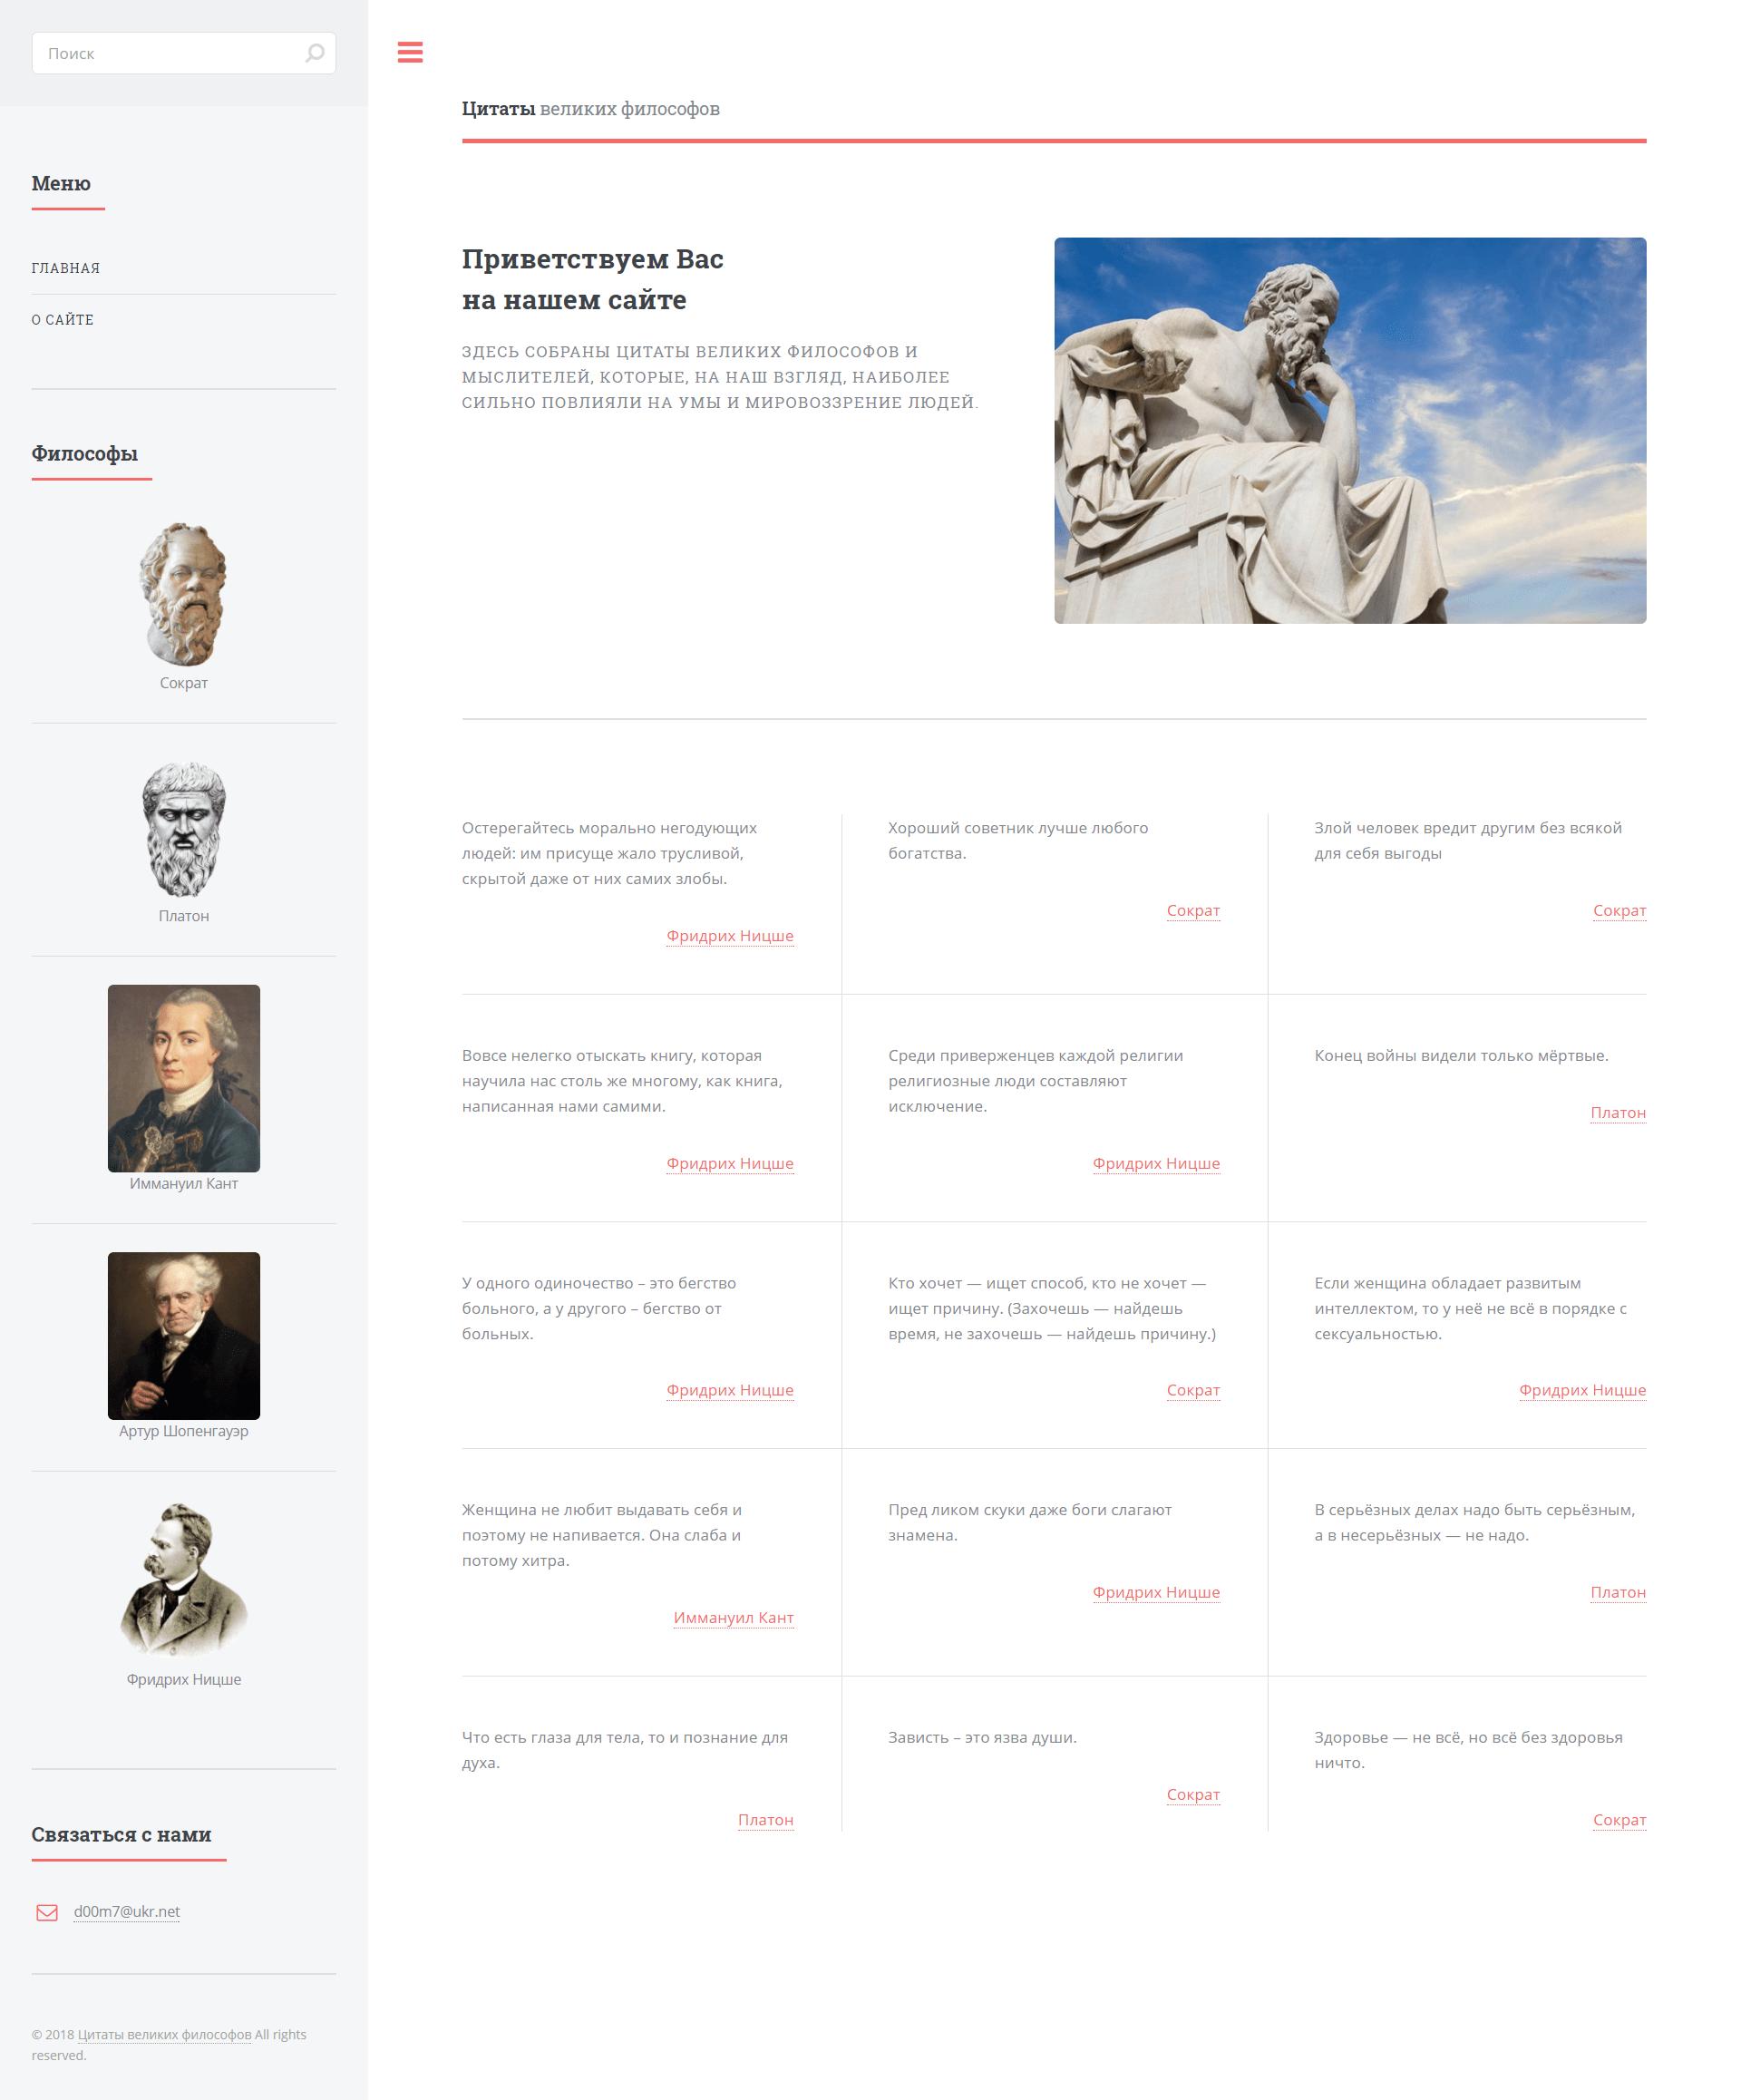 Поиск
Меню
ГЛАВНАЯ
О САЙТЕ
Философы
Сократ
Платон
Иммануил Кант
Артур Шопенгауэр
Фридрих Ницше
Связаться с нами
d00m7@ukr.net
© 2018 Цитаты великих философов All rights
reserved.
Цитаты великих философов
Приветствуем Вас
на нашем сайте
ЗДЕСЬ СОБРАНЫ ЦИТАТЫ ВЕЛИКИХ ФИЛОСОФОВ И
МЫСЛИТЕЛЕЙ, КОТОРЫЕ, НА НАШ ВЗГЛЯД, НАИБОЛЕЕ
СИЛЬНО ПОВЛИЯЛИ НА УМЫ И МИРОВОЗЗРЕНИЕ ЛЮДЕЙ.
Остерегайтесь морально негодующих
людей: им присуще жало трусливой,
скрытой даже от них самих злобы.
Фридрих Ницше
Хороший советник лучше любого
богатства.
Сократ
Злой человек вредит другим без всякой
для себя выгоды
Сократ
Вовсе нелегко отыскать книгу, которая
научила нас столь же многому, как книга,
написанная нами самими.
Фридрих Ницше
Среди приверженцев каждой религии
религиозные люди составляют
исключение.
Фридрих Ницше
Конец войны видели только мёртвые.
Платон
У одного одиночество – это бегство
больного, а у другого – бегство от
больных.
Фридрих Ницше
Кто хочет — ищет способ, кто не хочет —
ищет причину. (Захочешь — найдешь
время, не захочешь — найдешь причину.)
Сократ
Если женщина обладает развитым
интеллектом, то у неё не всё в порядке с
сексуальностью.
Фридрих Ницше
Женщина не любит выдавать себя и
поэтому не напивается. Она слаба и
потому хитра.
Иммануил Кант
Пред ликом скуки даже боги слагают
знамена.
Фридрих Ницше
В серьёзных делах надо быть серьёзным,
а в несерьёзных — не надо.
Платон
Что есть глаза для тела, то и познание для
духа.
Платон
Зависть – это язва души.
Сократ
Здоровье — не всё, но всё без здоровья
ничто.
Сократ